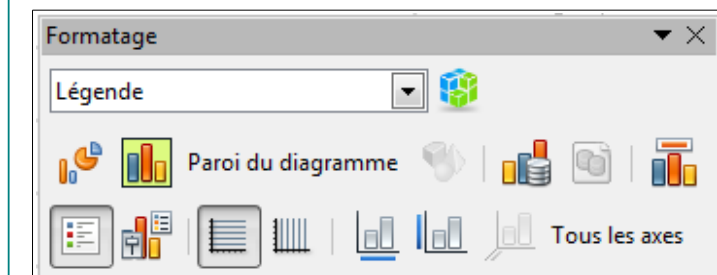 Formatage
Légende
Paroi du diagramme
Tous les axes